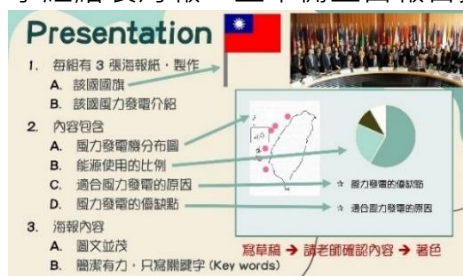 Presentation
1. 每組有 3 張海報紙，製作
A. 該國國旗
B. 該國風力發電介紹
2. 內容包含
A. 風力發電機分布圖
B. 能源使用的比例
C. 適合風力發電的原因
D. 風力發電的優缺點
3. 海報內容
A. 圖文並茂
B. 簡潔有力，只寫關鍵字 (Key words)
☆ 風力發電的優缺點
☆ 適合風力發電的原因
寫草稿 → 請老師確認內容 → 著色